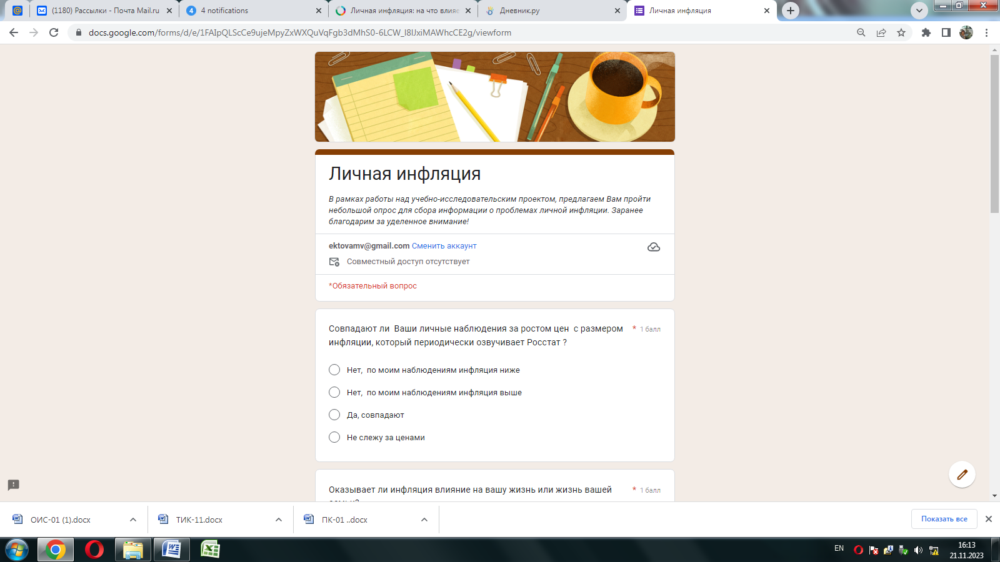 (1180) Рассылки - Почта Mail.ru
4 notifications
Личная инфляция: на что влияе
Дневник.ру
Личная инфляция
docs.google.com/forms/d/e/1FAIpQLScCe9ujeMpyZxWXQuVqFgb3dMhS0-6LCW_I8IJxiMAWhcCE2g/viewform
Личная инфляция
В рамках работы над учебно-исследовательским проектом, предлагаем Вам пройти
небольшой опрос для сбора информации о проблемах личной инфляции. Заранее
благодарим за уделенное внимание!
ektovamv@gmail.com Сменить аккаунт
Совместный доступ отсутствует
*Обязательный вопрос
Совпадают ли  Ваши личные наблюдения за ростом цен  с размером * 1 балл
инфляции, который периодически озвучивает Росстат ?
Нет,  по моим наблюдениям инфляция ниже
Нет,  по моим наблюдениям инфляция выше
Да, совпадают
Не слежу за ценами
Оказывает ли инфляция влияние на вашу жизнь или жизнь вашей * 1 балл
ОИС-01 (1).docx
ТИК-11.docx
ПК-01 ..docx
Показать все
EN
16:13
21.11.2023